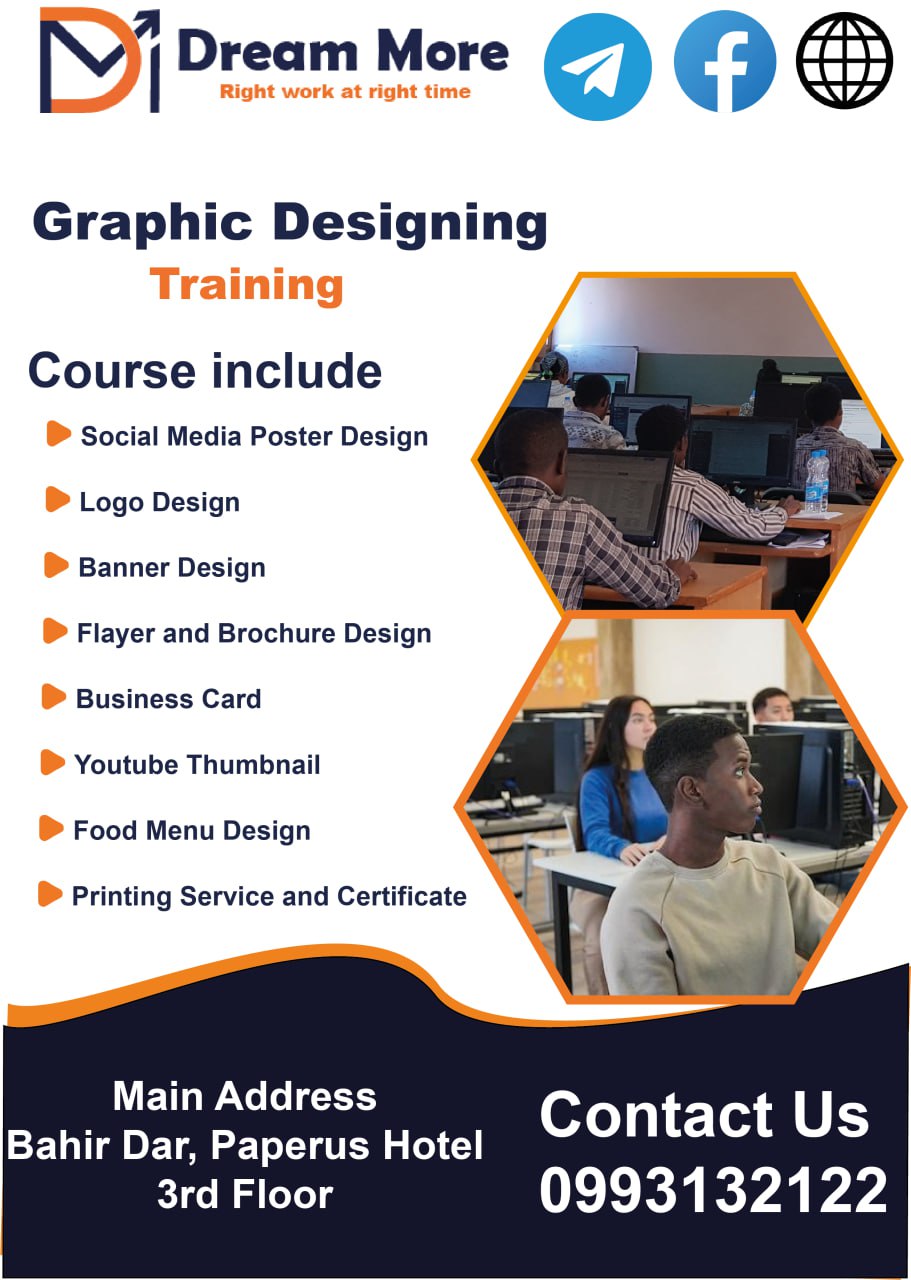 Dream More
Right work at right time
Graphic Designing
Training
Course include
Social Media Poster Design
Logo Design
Banner Design
Flayer and Brochure Design
Business Card
Youtube Thumbnail
Food Menu Design
Printing Service and Certificate
Main Address
Bahir Dar, Paperus Hotel
3rd Floor
Contact Us
0993132122